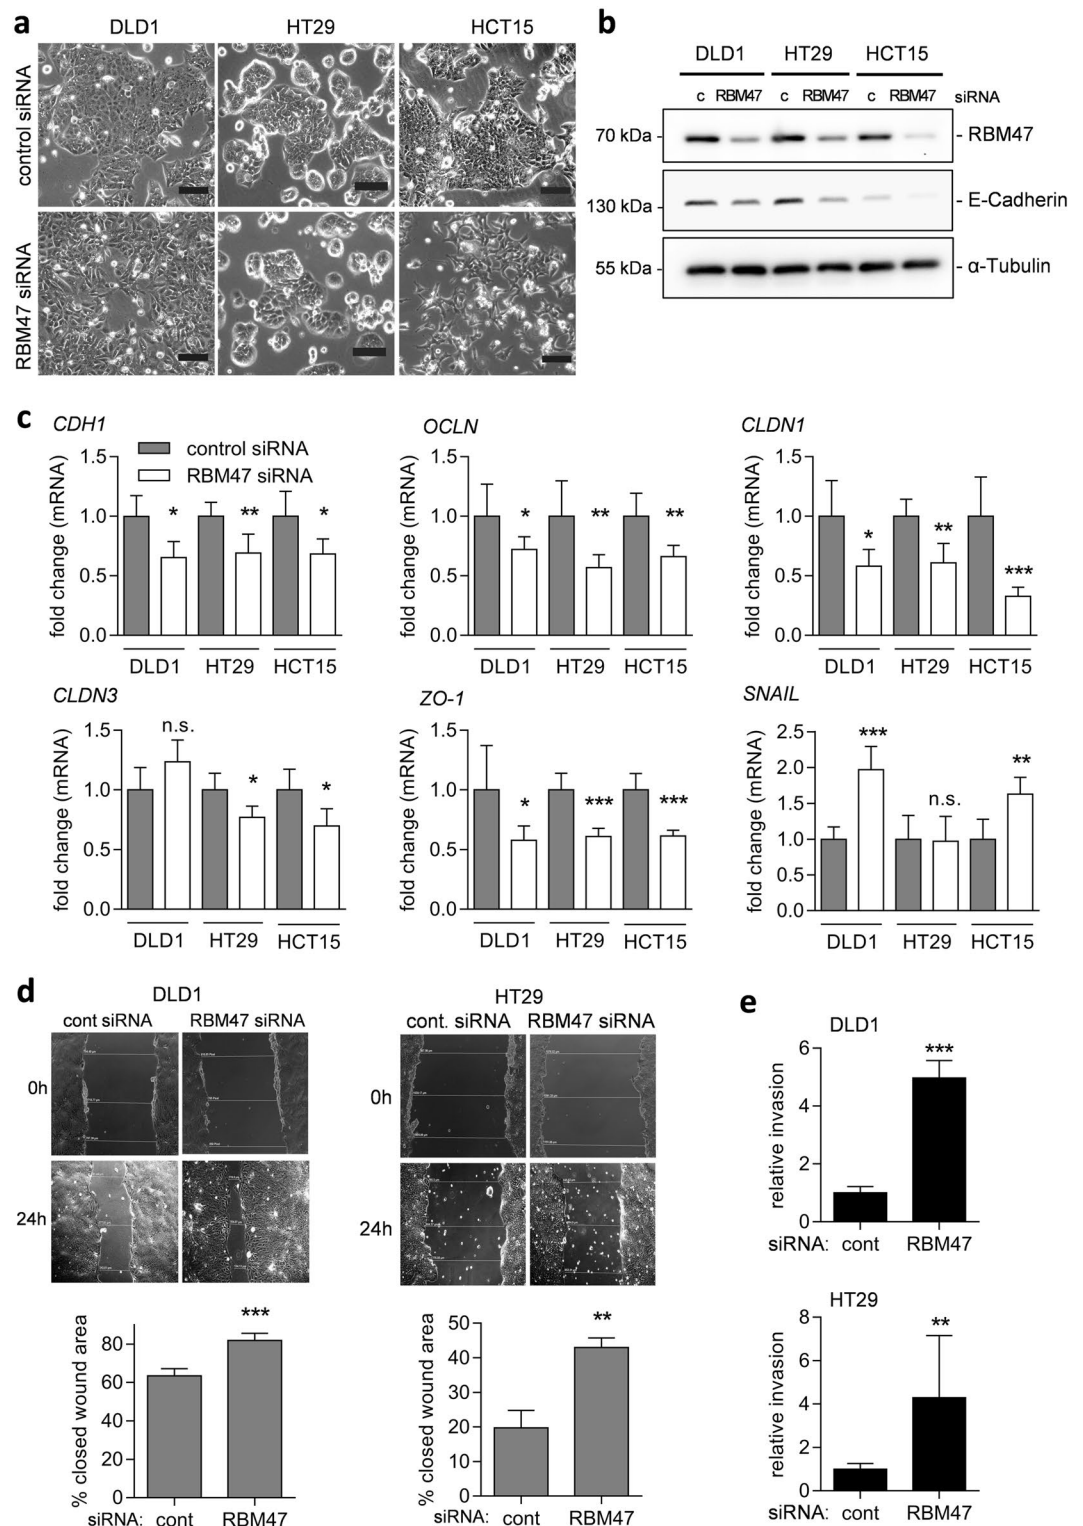 a
DLD1 HT29 HCT15
control siRNA
RBM47 siRNA
b
DLD1 HT29 HCT15
c RBM47 c RBM47 c RBM47 siRNA
70 kDa - - RBM47
130 kDa - - E-Cadherin
55 kDa - - α-Tubulin
c
CDH1
control siRNA
RBM47 siRNA
fold change (mRNA)
1.5
1.0
0.5
0.0
* ** *
DLD1 HT29 HCT15
OCLN
fold change (mRNA)
1.5
1.0
0.5
0.0
* ** **
DLD1 HT29 HCT15
CLDN1
fold change (mRNA)
1.5
1.0
0.5
0.0
* ** ***
DLD1 HT29 HCT15
CLDN3
fold change (mRNA)
1.5
1.0
0.5
0.0
n.s. * *
DLD1 HT29 HCT15
ZO-1
fold change (mRNA)
1.5
1.0
0.5
0.0
* *** ***
DLD1 HT29 HCT15
SNAIL
fold change (mRNA)
2.5
2.0
1.5
1.0
0.5
0.0
*** n.s. **
DLD1 HT29 HCT15
d
DLD1
cont siRNA RBM47 siRNA
0h
24h
% closed wound area
80
60
40
20
0
***
siRNA: cont RBM47
HT29
cont. siRNA RBM47 siRNA
0h
24h
% closed wound area
50
40
30
20
10
0
**
siRNA: cont RBM47
e
DLD1
relative invasion
6
4
2
0
***
siRNA: cont RBM47
HT29
relative invasion
8
6
4
2
0
**
siRNA: cont RBM47